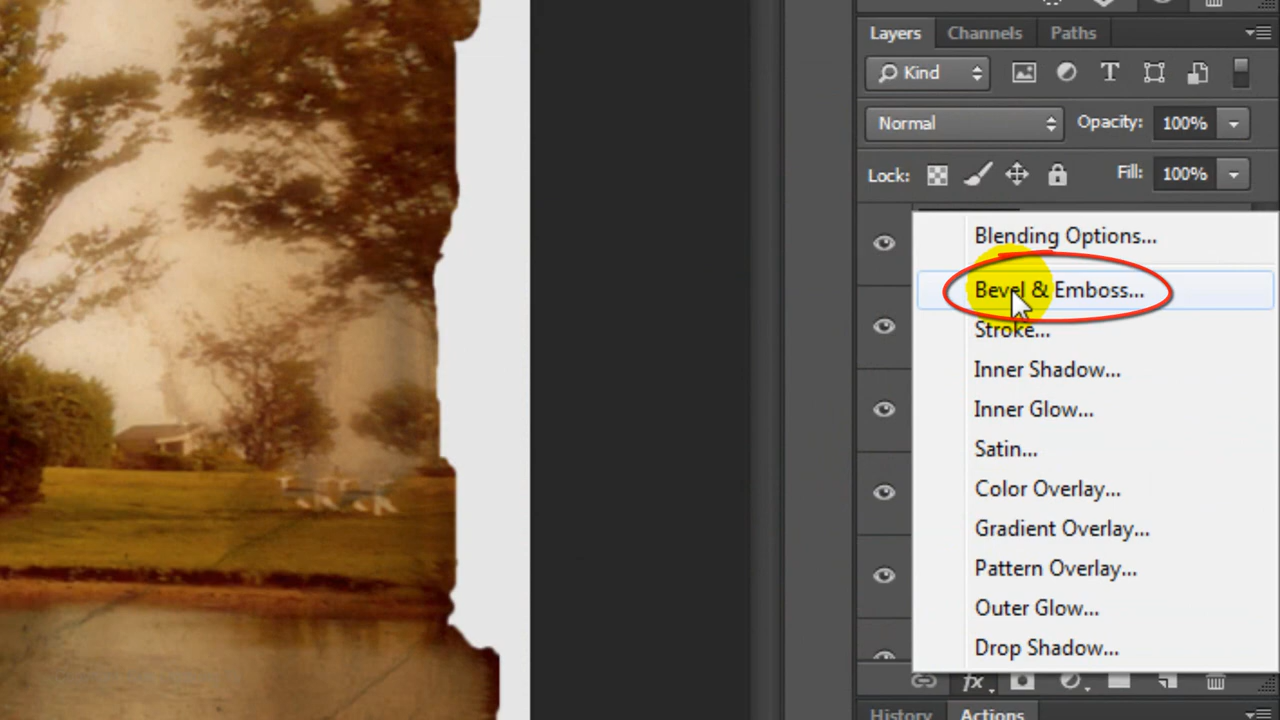 Layers Channels Paths
Kind
Normal Opacity: 100%
Lock: Fill: 100%
Blending Options...
Bevel & Emboss...
Stroke...
Inner Shadow...
Inner Glow...
Satin...
Color Overlay...
Gradient Overlay...
Pattern Overlay...
Outer Glow...
Drop Shadow...
fx
History Actions